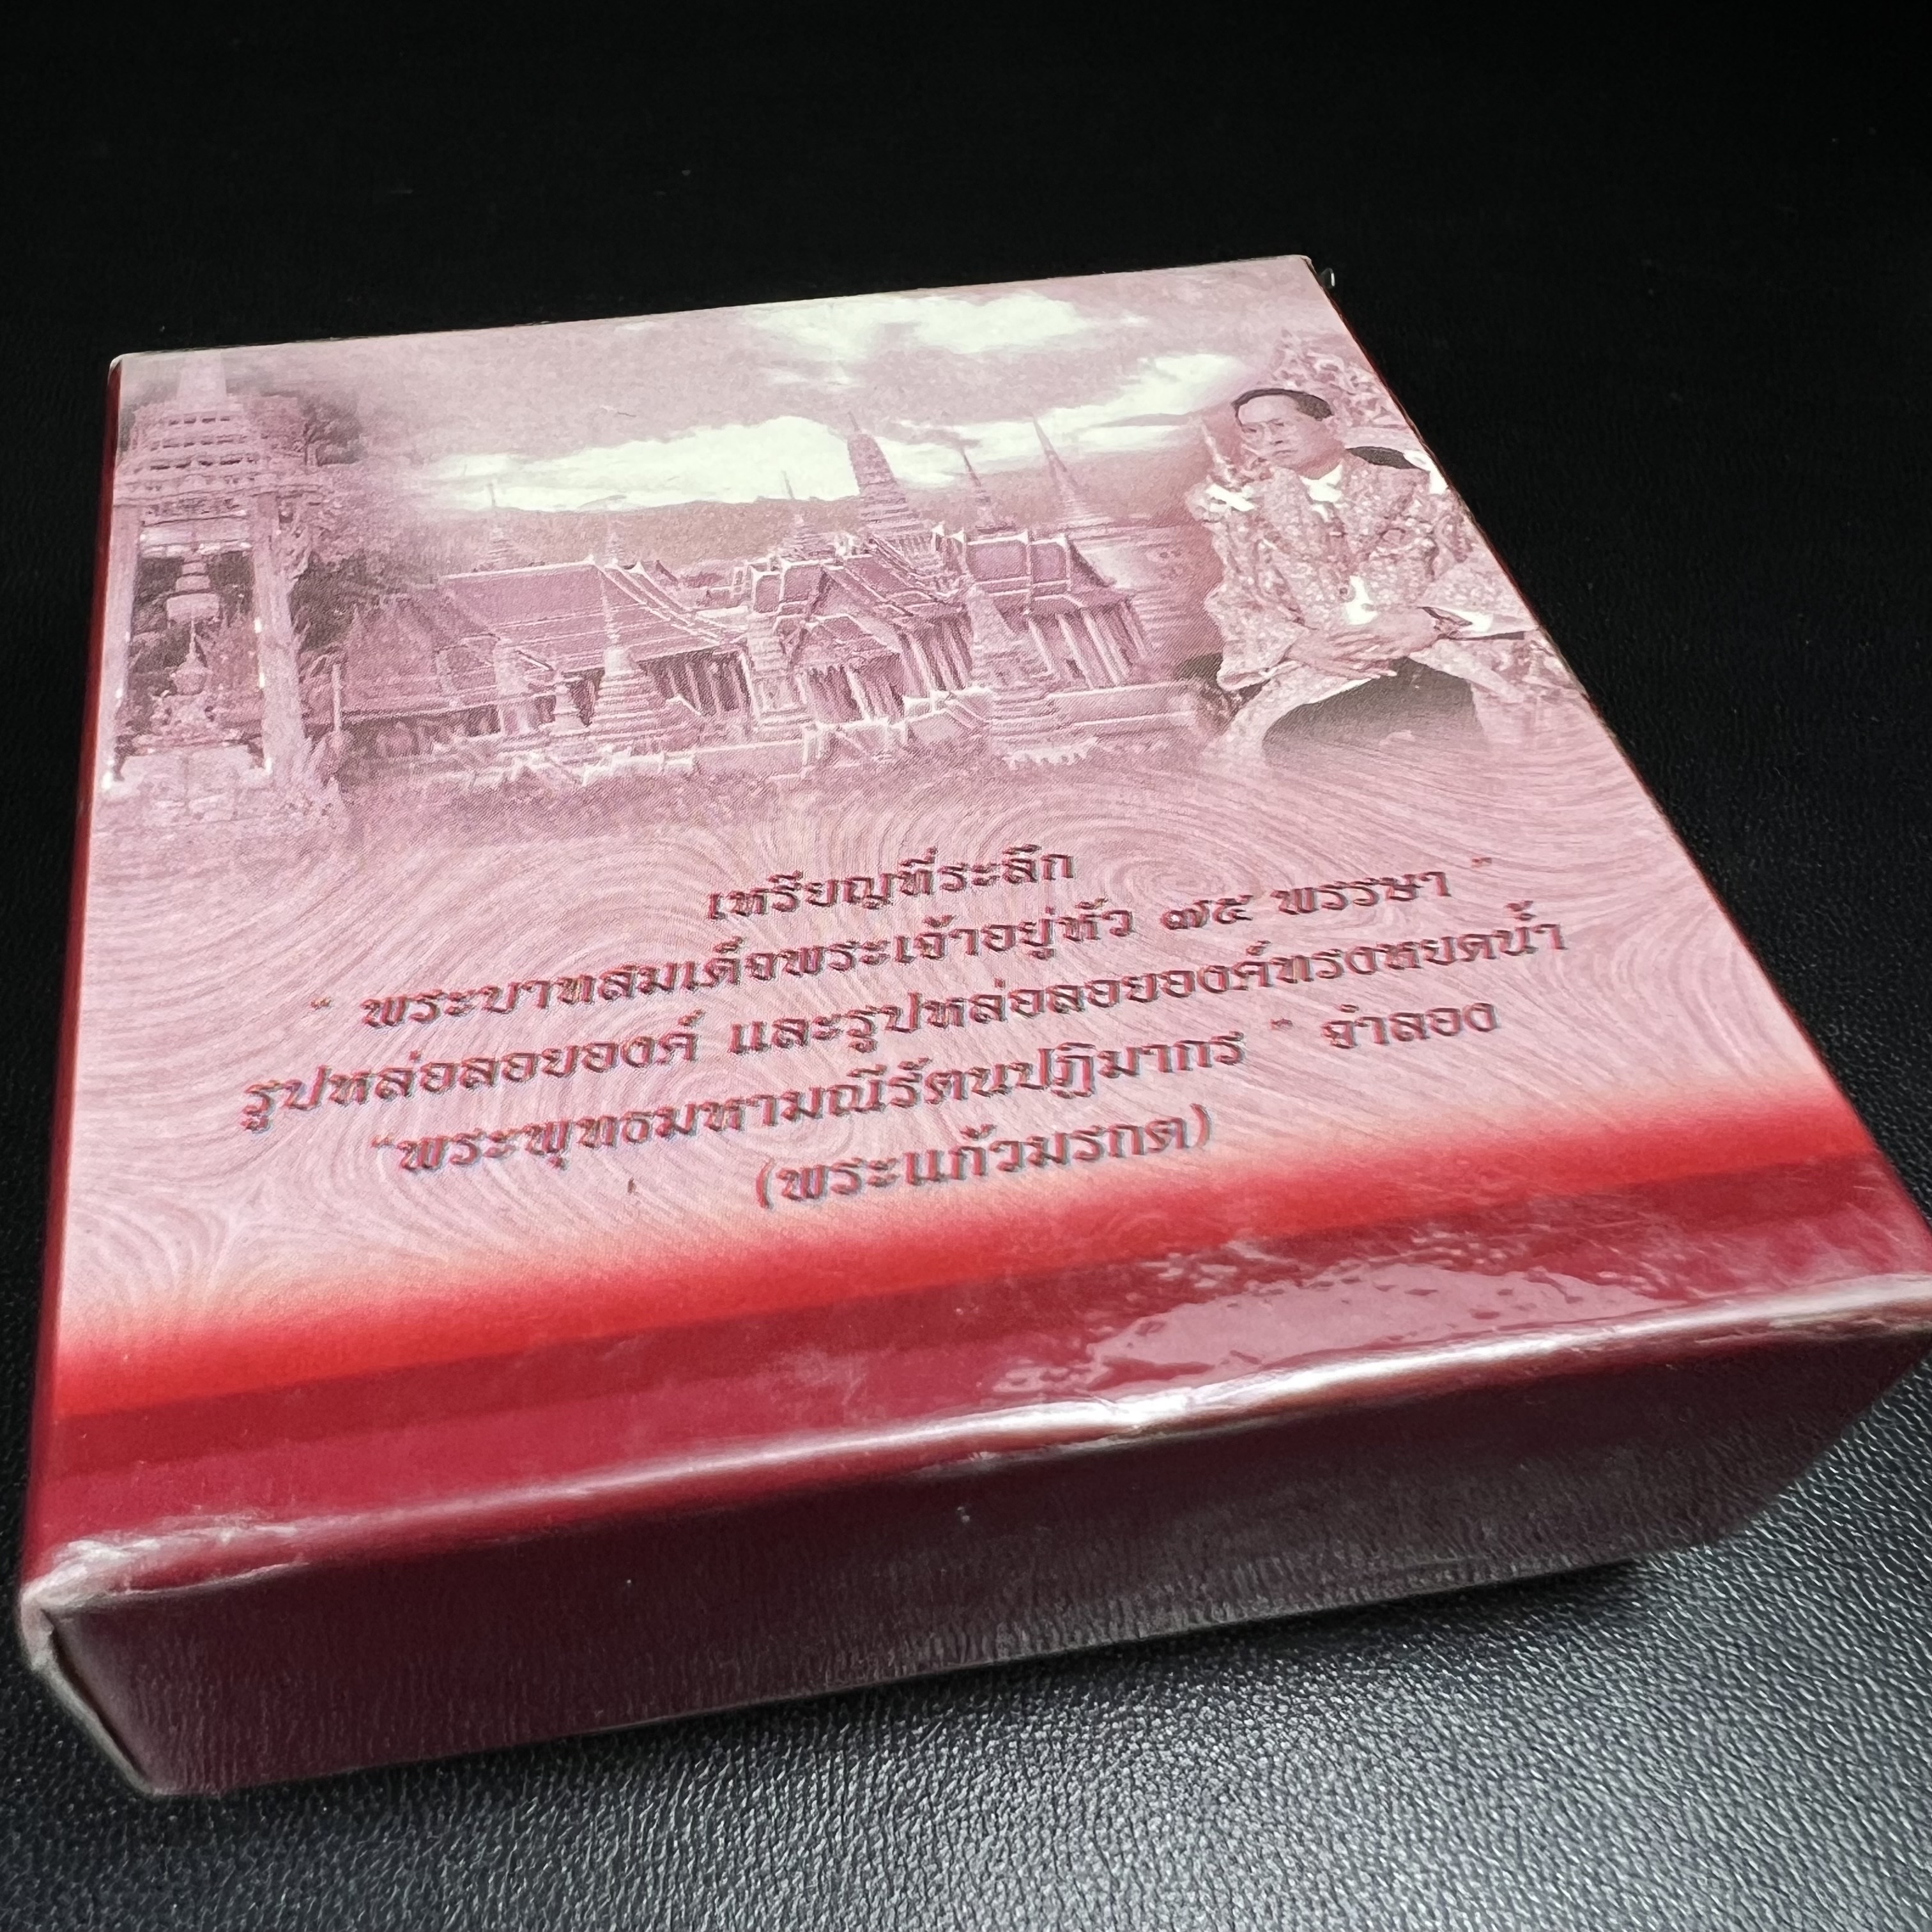 เหรียญที่ระลึก
“ พระบาทสมเด็จพระเจ้าอยู่หัว ๗๕ พรรษา ”
รูปหล่อลอยองค์ และรูปหล่อลอยองค์ทรงหยดน้ำ
“พระพุทธมหามณีรัตนปฏิมากร ” จำลอง
(พระแก้วมรกต)